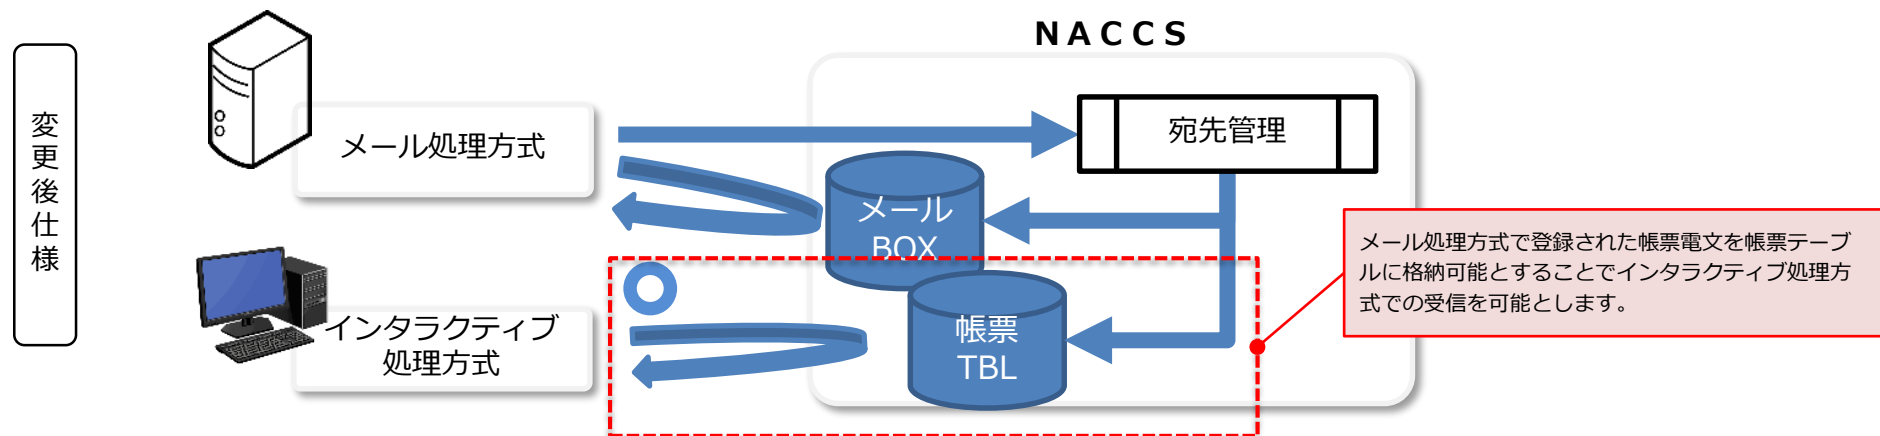 変更後仕様
NACCS
メール処理方式
宛先管理
メール
BOX
メール処理方式で登録された帳票電文を帳票テーブ
ルに格納可能とすることでインタラクティブ処理方
式での受信を可能とします。
インタラクティブ
処理方式
帳票
TBL